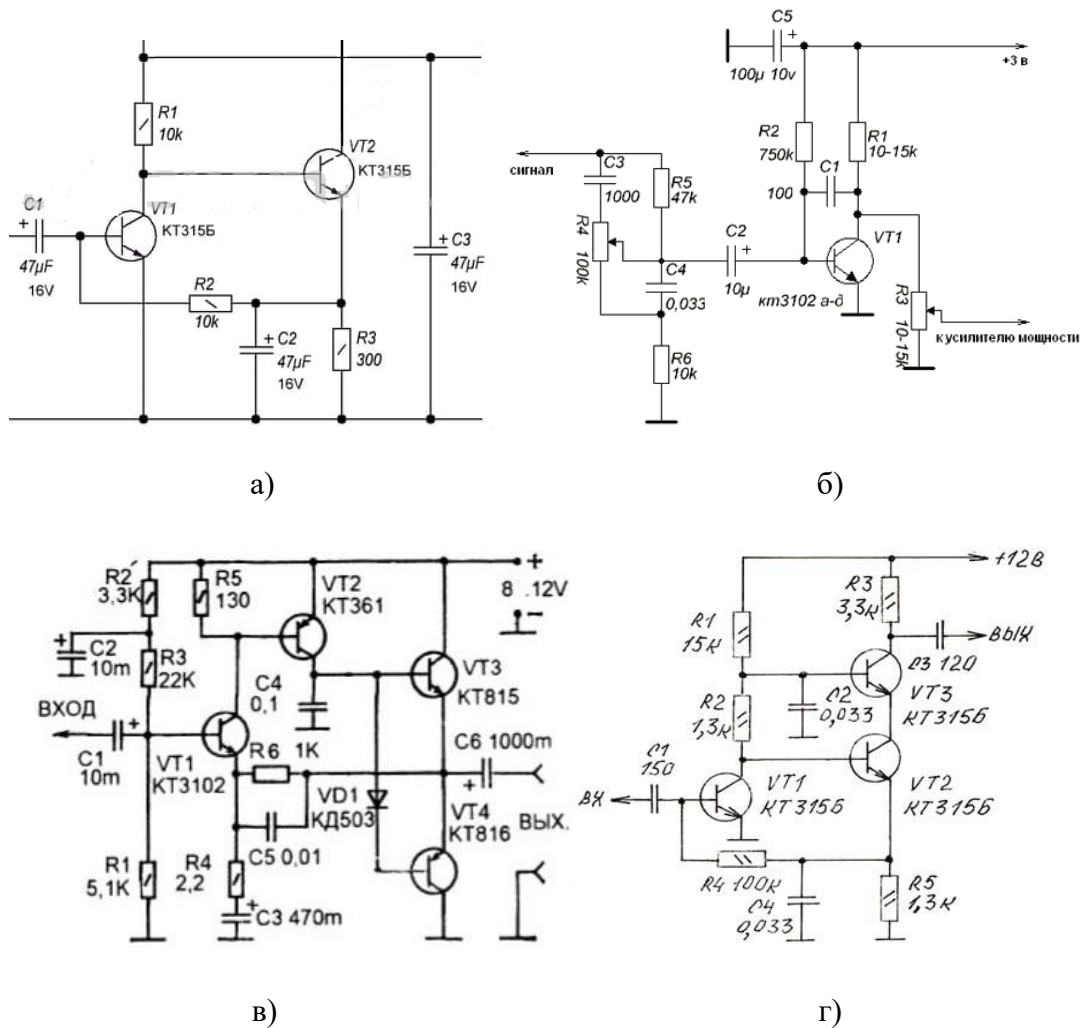 R1
10k
VT2
КТ315Б
C1
+
VT1
КТ315Б
47µF
16V
R2
10k
+ C2
47µF
16V
R3
300
+ C3
47µF
16V
а)
C5
+
100µ 10v
+3 в
R2
750k
R1
10-15k
сигнал
C3
1000
R5
47k
C1
100
R4
100k
C2
+
10µ
VT1
C4
0,033
кт3102 а-д
R3
10-15k
к усилителю мощности
R6
10k
б)
R2
3,3K
R5
130
VT2
КТ361
+
8 .12V
-
+
C2
10m
R3
22K
VT3
КТ815
C4
0,1
ВХОД
+
C1
10m
VT1
КТ3102
R6
1K
C6 1000m
+
VD1
КД503
VT4
КТ816
ВЫХ.
C5 0,01
R1
5,1K
R4
2,2
+
C3 470m
в)
+12В
R3
3,3к
R1
15к
ВЫХ
C3 120
R2
1,3к
C2
0,033
VT3
КТ315б
C1
150
ВХ
VT1
КТ315б
VT2
КТ315б
R4 100к
C4
0,033
R5
1,3к
г)